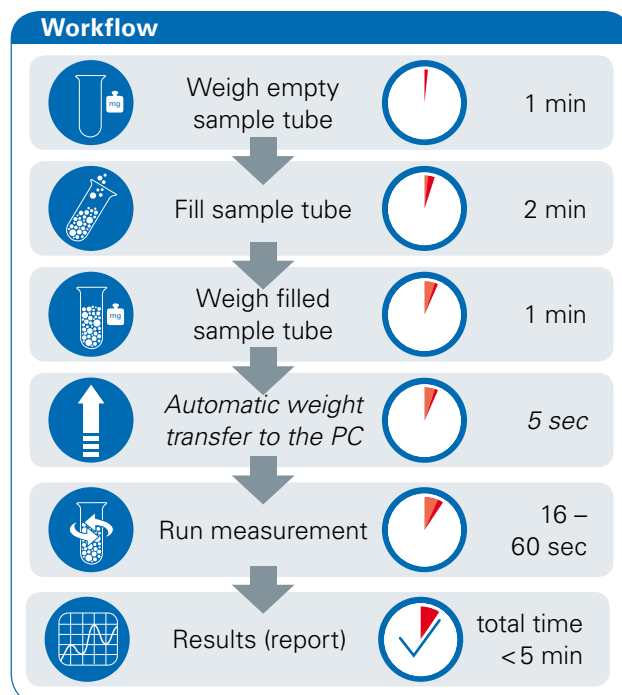 Workflow
mg
Weigh empty
sample tube
1 min
Fill sample tube
2 min
mg
Weigh filled
sample tube
1 min
Automatic weight
transfer to the PC
5 sec
Run measurement
16 –
60 sec
Results (report)
total time
<5 min